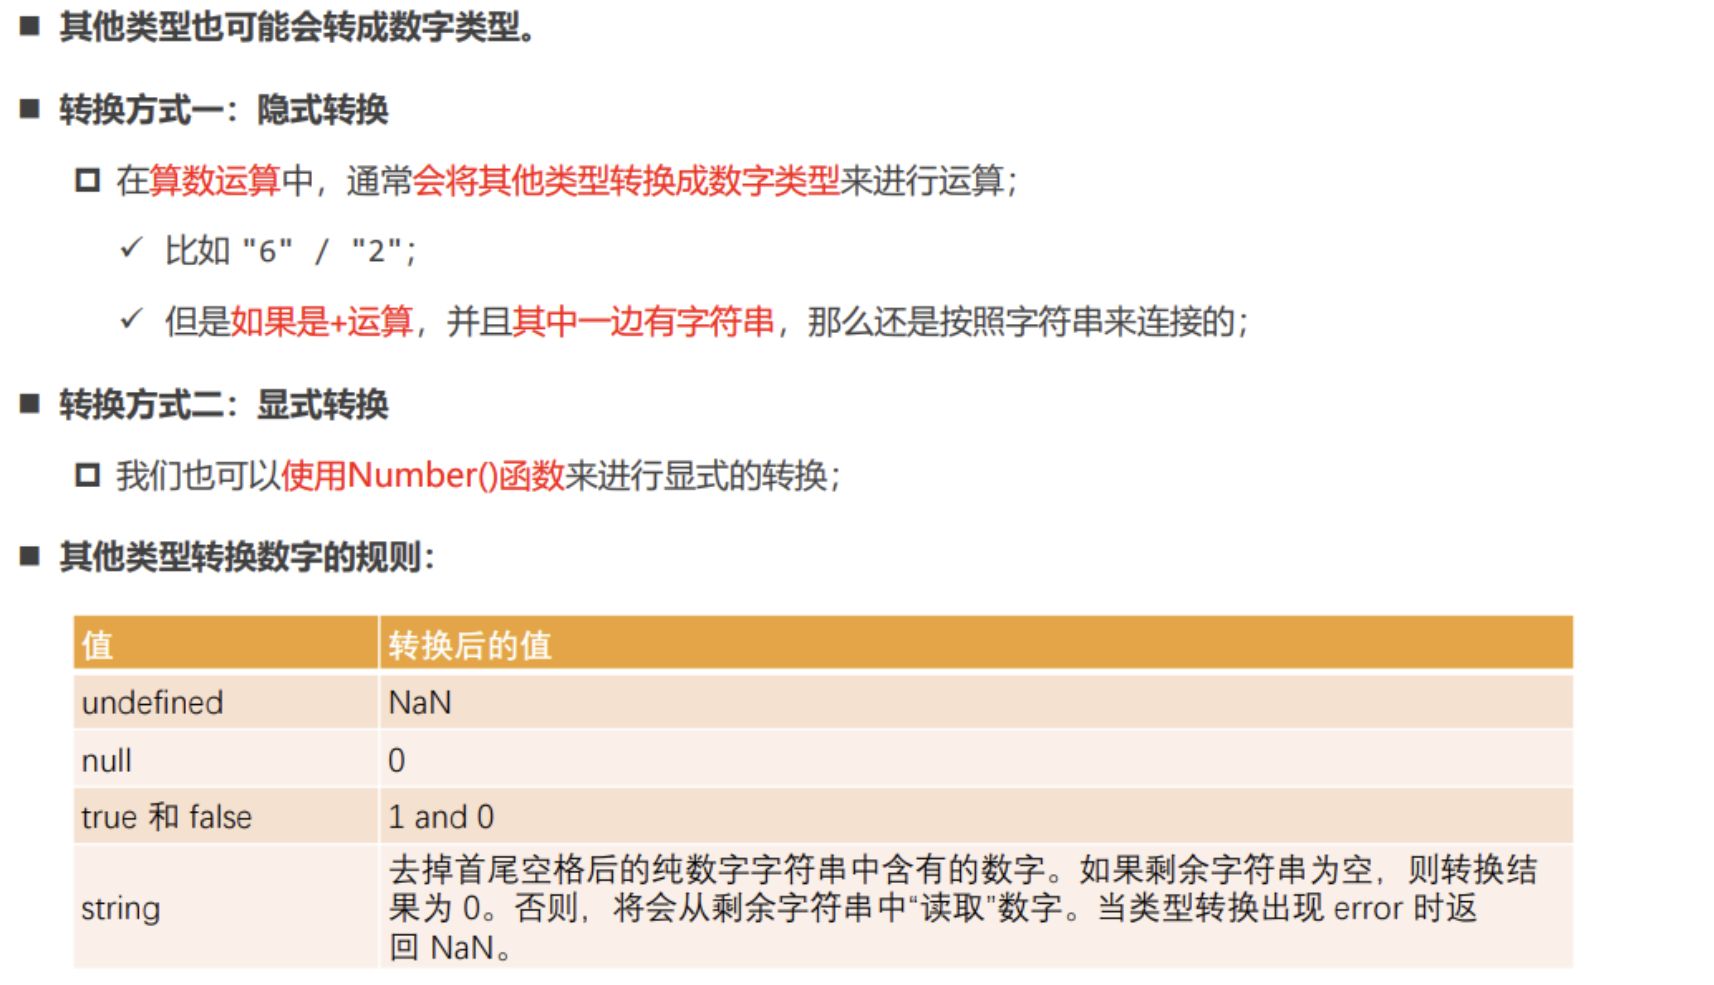 ■ 其他类型也可能会转成数字类型。
■ 转换方式一：隐式转换
在算数运算中，通常会将其他类型转换成数字类型来进行运算；
✓ 比如 "6" / "2"；
✓ 但是如果是+运算，并且其中一边有字符串，那么还是按照字符串来连接的；
■ 转换方式二：显式转换
我们也可以使用Number()函数来进行显式的转换；
■ 其他类型转换数字的规则：
值 转换后的值
undefined NaN
null 0
true 和 false 1 and 0
string 去掉首尾空格后的纯数字字符串中含有的数字。如果剩余字符串为空，则转换结
果为 0。否则，将会从剩余字符串中“读取”数字。当类型转换出现 error 时返
回 NaN。